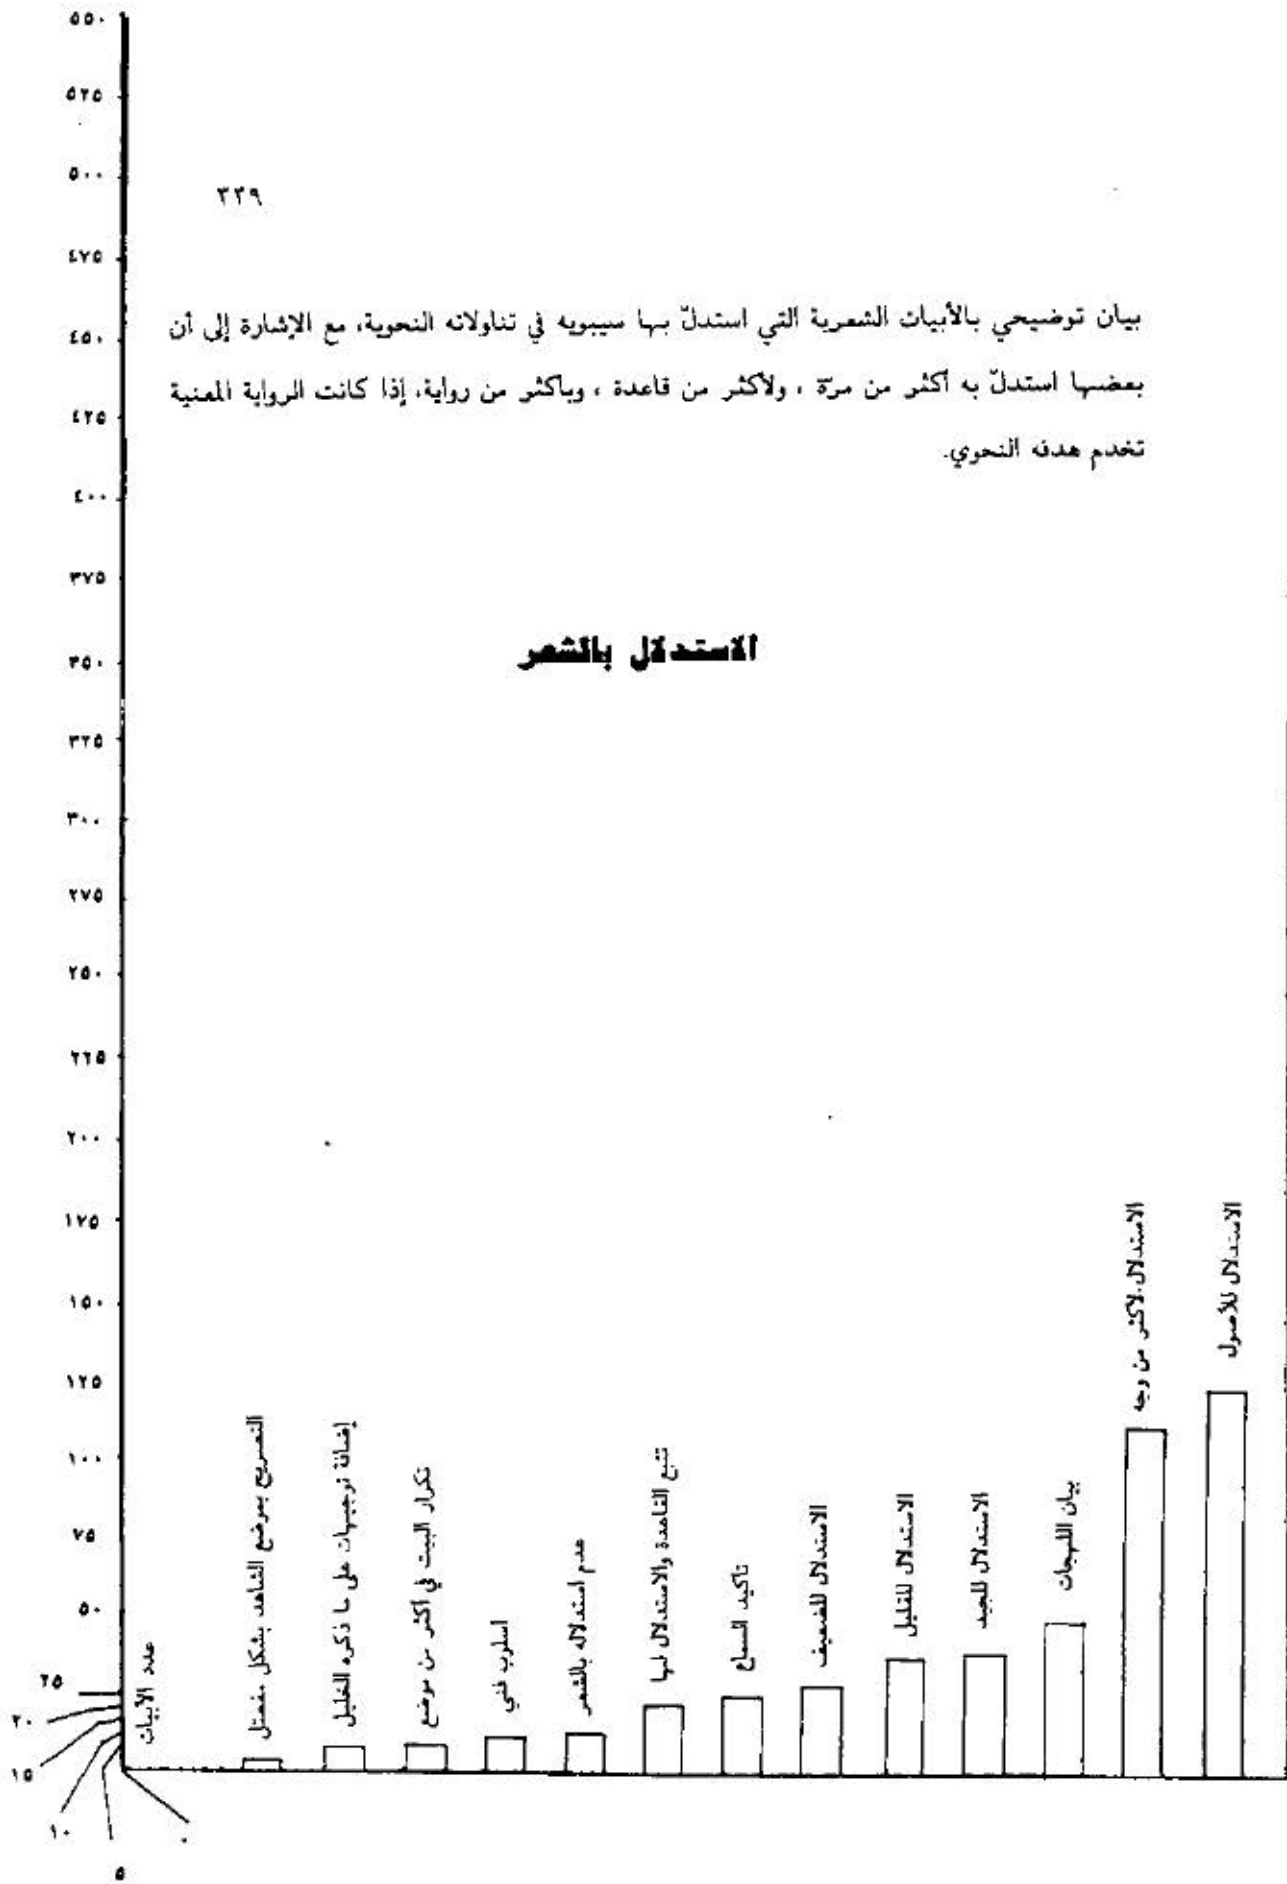 ٣٣٩
بيان توضيحي بالأبيات الشعرية التي استدلّ بها سيبويه في تناولاته النحوية، مع الإشارة إلى أن
بعضها استدلّ به أكثر من مرّة ، ولأكثر من قاعدة ، وبأكثر من رواية، إذا كانت الرواية المعنية
تخدم هدفه النحوي.
الاستدلال بالشعر
٥٥٠
٥٢٥
٥٠٠
٤٧٥
٤٥٠
٤٢٥
٤٠٠
٣٧٥
٣٥٠
٣٢٥
٣٠٠
٢٧٥
٢٥٠
٢٢٥
٢٠٠
١٧٥
١٥٠
١٢٥
١٠٠
٧٥
٥٠
٢٥
٢٠
١٥
١٠
٥
٠
عدد الأبيات
التصريح بموضع الشاهد بشكل مفصّل
إضافة توجيهات على ما ذكره الخليل
تكرار البيت في أكثر من موضع
اسلوب فني
عدم استدلاله بالشعر
تتبع القاعدة والاستدلال لها
تأكيد السماع
الاستدلال للضعيف
الاستدلال للقليل
الاستدلال للجيد
بيان اللهجات
الاستدلال لأكثر من وجه
الاستدلال للأصول